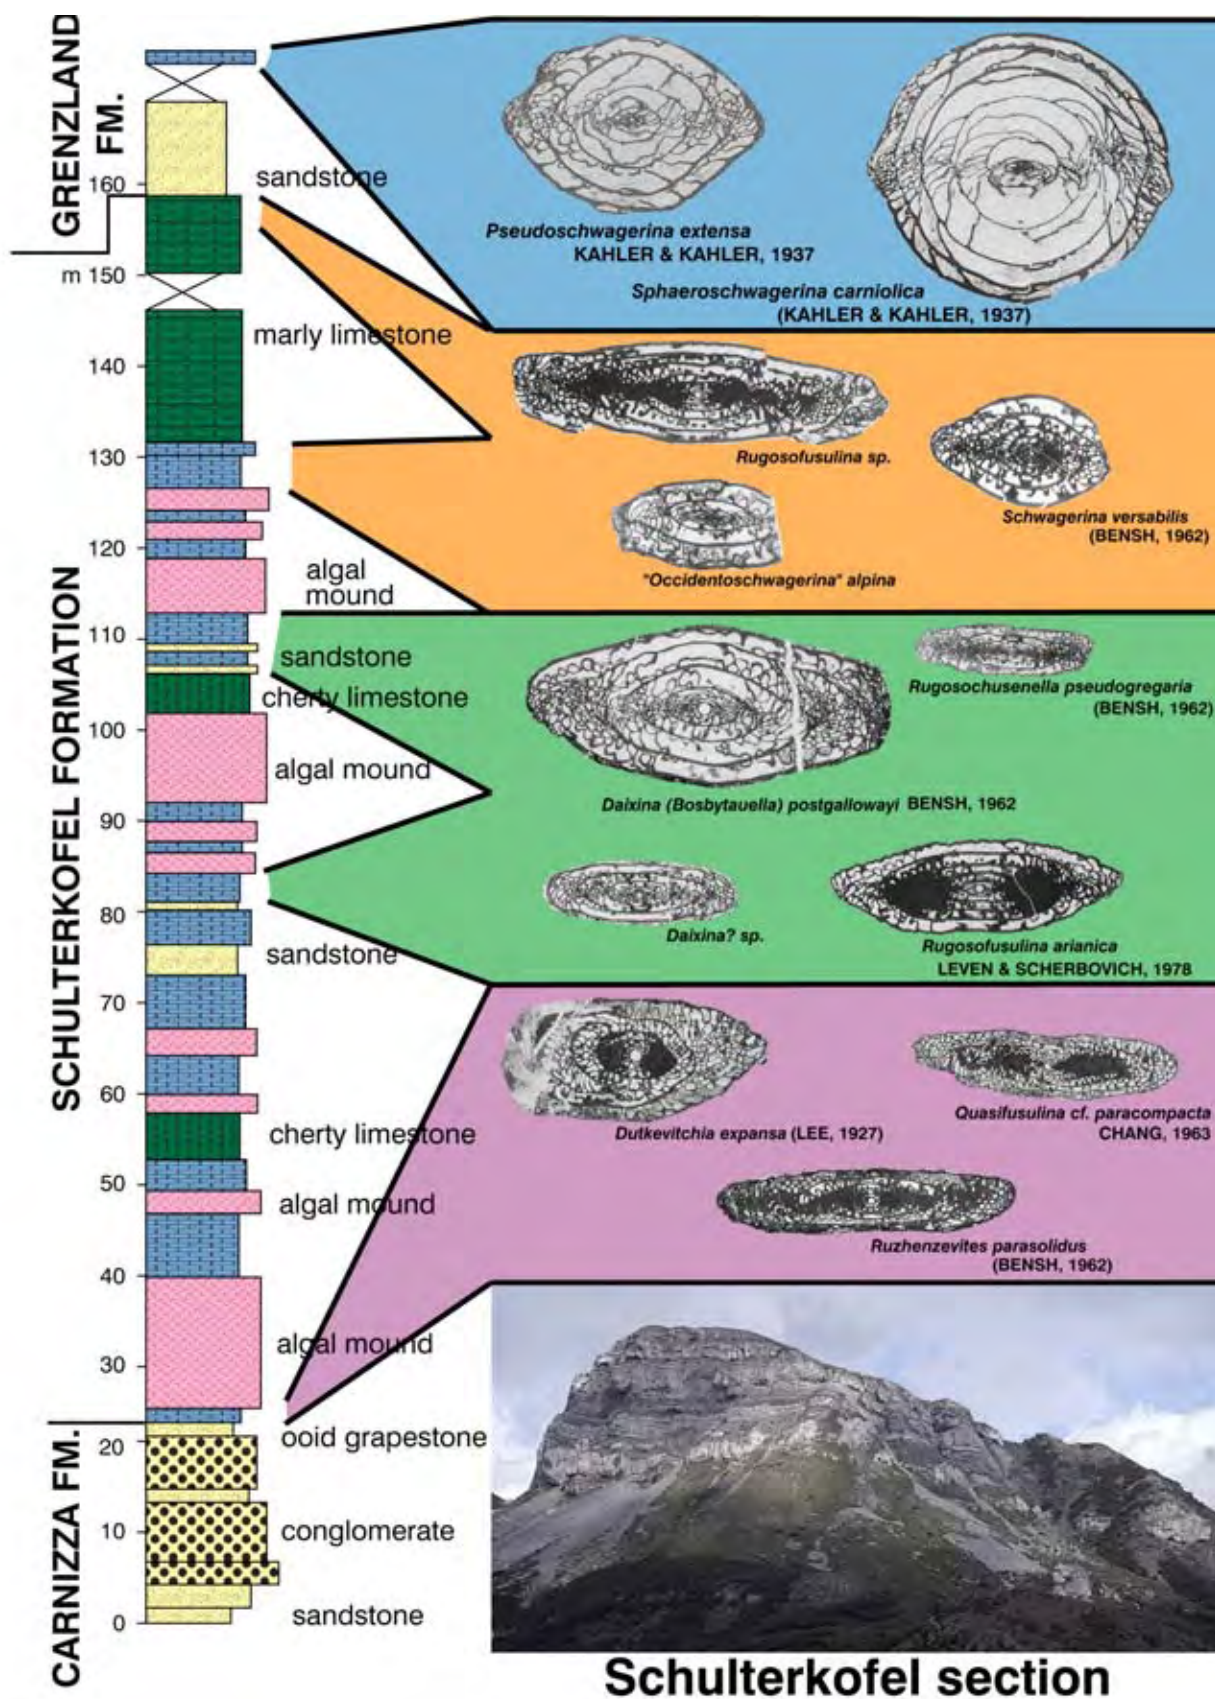 GRENZLAND
FM.
SCHULTERKOFEL FORMATION
CARNIZZA FM.
160
m 150
140
130
120
110
100
90
80
70
60
50
40
30
20
10
0
sandstone
marly limestone
algal
mound
sandstone
cherty limestone
algal mound
sandstone
cherty limestone
algal mound
algal mound
ooid grapestone
conglomerate
sandstone
Pseudoschwagerina extensa
KAHLER & KAHLER, 1937
Sphaeroschwagerina carniolica
(KAHLER & KAHLER, 1937)
Rugosofusulina sp.
Schwagerina versabilis
(BENSH, 1962)
"Occidentoschwagerina" alpina
Rugosochusenella pseudogregaria
(BENSH, 1962)
Daixina (Bosbytauella) postgallowayi BENSH, 1962
Daixina? sp.
Rugosofusulina arianica
LEVEN & SCHERBOVICH, 1978
Dutkevitchia expansa (LEE, 1927)
Quasifusulina cf. paracompacta
CHANG, 1963
Ruzhenzevites parasolidus
(BENSH, 1962)
Schulterkofel section